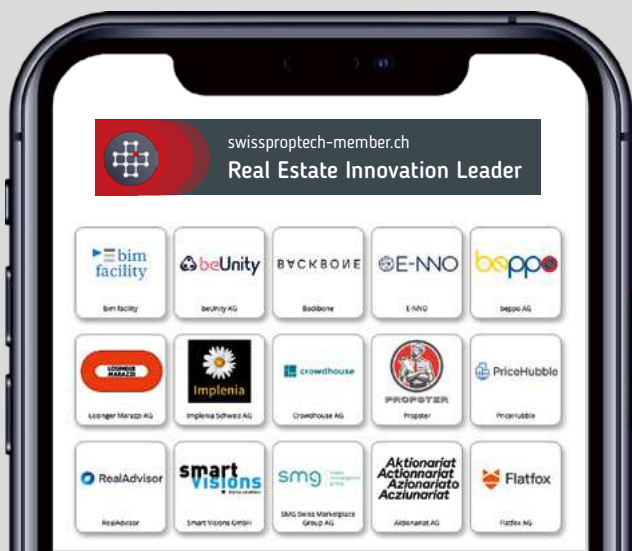 swissproptech-member.ch
Real Estate Innovation Leader
bim
facility
beUnity
BACKBONE
E-NNO
beppo
bim facility
beUnity AG
Backbone
E-NNO
beppo AG
LOSINGER
MARAZZI
Implenia
crowdhouse
PROPSTER
PriceHubble
Losinger Marazzi AG
Implenia Schweiz AG
Crowdhouse AG
Propster
PriceHubble
RealAdvisor
smart
visions
smg
swiss
marketplace
group
Aktionariat
Actionnariat
Azionariato
Acziunariat
Flatfox
RealAdvisor
Smart Visions GmbH
SMG Swiss Marketplace
Group AG
Aktionariat AG
Flatfox AG